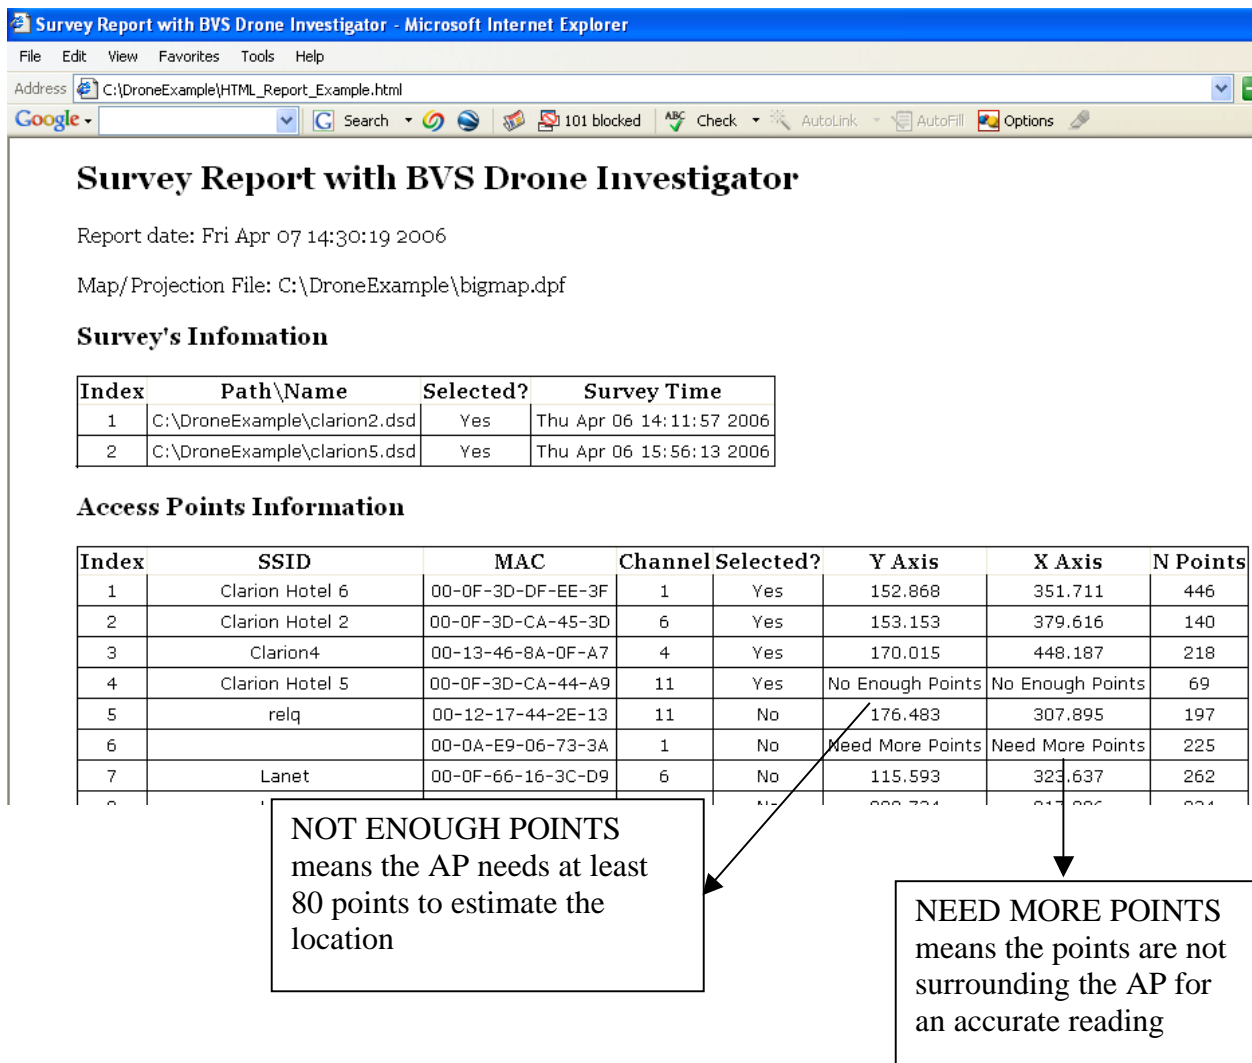 Survey Report with BVS Drone Investigator - Microsoft Internet Explorer
File Edit View Favorites Tools Help
Address C:\DroneExample\HTML_Report_Example.html
Google Search 101 blocked ABC Check AutoLink AutoFill Options
Survey Report with BVS Drone Investigator
Report date: Fri Apr 07 14:30:19 2006
Map/Projection File: C:\DroneExample\bigmap.dpf
Survey's Infomation
Index Path\Name Selected? Survey Time
1 C:\DroneExample\clarion2.dsd Yes Thu Apr 06 14:11:57 2006
2 C:\DroneExample\clarion5.dsd Yes Thu Apr 06 15:56:13 2006
Access Points Information
Index SSID MAC Channel Selected? Y Axis X Axis N Points
1 Clarion Hotel 6 00-0F-3D-DF-EE-3F 1 Yes 152.868 351.711 446
2 Clarion Hotel 2 00-0F-3D-CA-45-3D 6 Yes 153.153 379.616 140
3 Clarion4 00-13-46-8A-0F-A7 4 Yes 170.015 448.187 218
4 Clarion Hotel 5 00-0F-3D-CA-44-A9 11 Yes No Enough Points No Enough Points 69
5 relq 00-12-17-44-2E-13 11 No 176.483 307.895 197
6 00-0A-E9-06-73-3A 1 No Need More Points Need More Points 225
7 Lanet 00-0F-66-16-3C-D9 6 No 115.593 323.637 262
NOT ENOUGH POINTS
means the AP needs at least
80 points to estimate the
location
NEED MORE POINTS
means the points are not
surrounding the AP for
an accurate reading